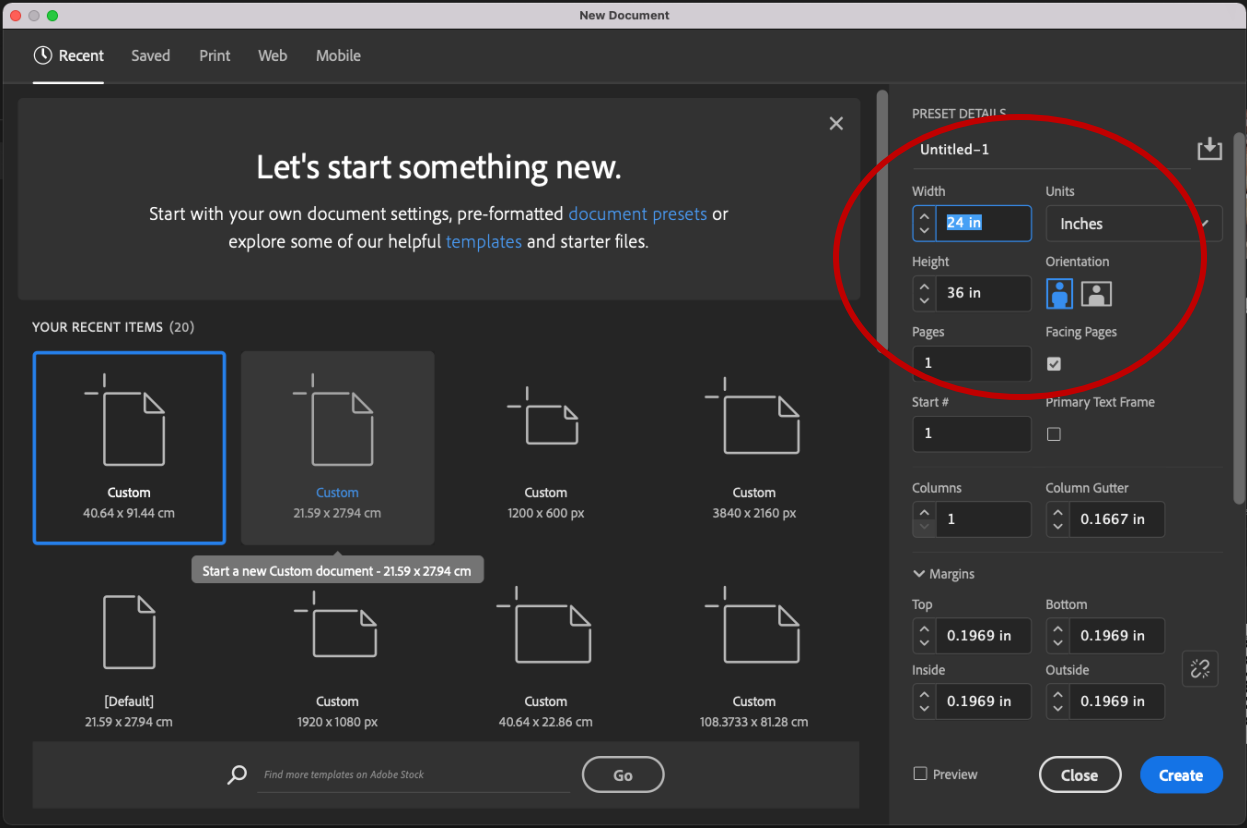 New Document
Recent
Saved
Print
Web
Mobile
Let's start something new.
Start with your own document settings, pre-formatted document presets or
explore some of our helpful templates and starter files.
YOUR RECENT ITEMS (20)
Custom
40.64 x 91.44 cm
Custom
21.59 x 27.94 cm
Custom
1200 x 600 px
Custom
3840 x 2160 px
Start a new Custom document - 21.59 x 27.94 cm
[Default]
21.59 x 27.94 cm
Custom
1920 x 1080 px
Custom
40.64 x 22.86 cm
Custom
108.3733 x 81.28 cm
Find more templates on Adobe Stock
Go
PRESET DETAILS
Untitled-1
Width
Units
24 in
Inches
Height
Orientation
36 in
Pages
Facing Pages
1
Start #
Primary Text Frame
1
Columns
Column Gutter
1
0.1667 in
Margins
Top
Bottom
0.1969 in
0.1969 in
Inside
Outside
0.1969 in
0.1969 in
Preview
Close
Create